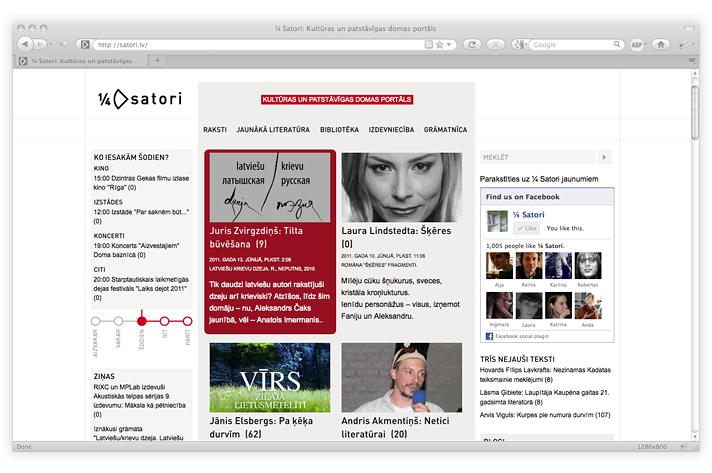 ¼ Satori: Kultūras un patstāvīgas domas portāls
http://satori.lv/
Google
ABP
¼ Satori: Kultūras un patstāvīgas ...
¼ satori
KULTŪRAS UN PATSTĀVĪGAS DOMAS PORTĀLS
RAKSTI JAUNĀKĀ LITERATŪRA BIBLIOTĒKA IZDEVNIECĪBA GRĀMATNĪCA
KO IESAKĀM ŠODIEN?
KINO
15:00 Dzintras Gekas filmu izlase
kino "Rīga" (0)
IZSTĀDES
12:00 Izstāde "Par saknēm būt..."
(0)
KONCERTI
19:00 Koncerts "Aizvestajiem"
Doma baznīcā (0)
CITI
20:00 Starptautiskais laikmetīgās
dejas festivāls "Laiks dejot 2011"
(0)
AIZVAKAR
VAKAR
ŠODIEN
RĪT
PARĪT
ZIŅAS
RIXC un MPLab izdevuši
Akustiskās telpas sērijas 9.
izdevumu: Māksla kā pētniecība
(0)
Iznākusi grāmata
"Latviešu/krievu dzeja. Latviešu
latviešu krievu
латышская русская
dzeja поэзия
Juris Zvirgzdiņš: Tilta
būvēšana (9)
2011. GADA 13. JŪNIJĀ, PLKST. 2:06
LATVIEŠU KRIEVU DZEJA. R., NEPUTNS, 2010
Tik daudzi latviešu autori rakstījuši
dzeju arī krieviski? Atzīšos, līdz šim
domāju – nu, Aleksandrs Čaks
jaunībā, vēl – Anatols Imermanis..
Laura Lindstedta: Šķēres
(0)
2011. GADA 10. JŪNIJĀ, PLKST. 11:06
ROMĀNA "ŠĶĒRES" FRAGMENTI.
Mīlēju cūku šņukurus, sveces,
kristāla kroņlukturus.
Ienīdu personāžus – visus, izņemot
Faniju un Aleksandru.
VĪRS
ZILAJĀ
LIETUSMĒTELĪTĪ
Jānis Elsbergs: Pa ķēķa
durvīm (62)
Andris Akmentiņš: Netici
literatūrai (20)
MEKLĒT
Parakstīties uz ¼ Satori jaunumiem
Find us on Facebook
¼ Satori
Like You like this.
1,005 people like ¼ Satori.
Aija Reinis Karlīna Robertas
Ingmara Laura Katrina Anda
Facebook social plugin
TRĪS NEJAUŠI TEKSTI
Hovards Filips Lavkrafts: Nezināmās Kadatas
teiksmainie meklējumi (8)
Lāsma Gibiete: Laupītāja Kaupēna gaitas 21.
gadsimta literatūrā (8)
Arvis Viguls: Kurpes pie numura durvīm (107)
BLOGI
Done
1280x800